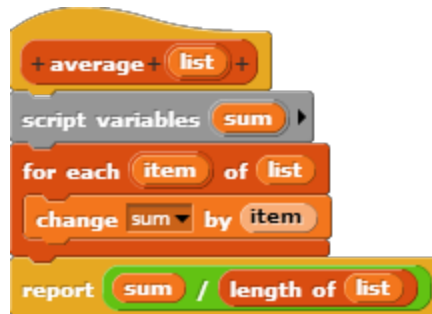 + average + list +
script variables sum
for each item of list
change sum by item
report sum / length of list